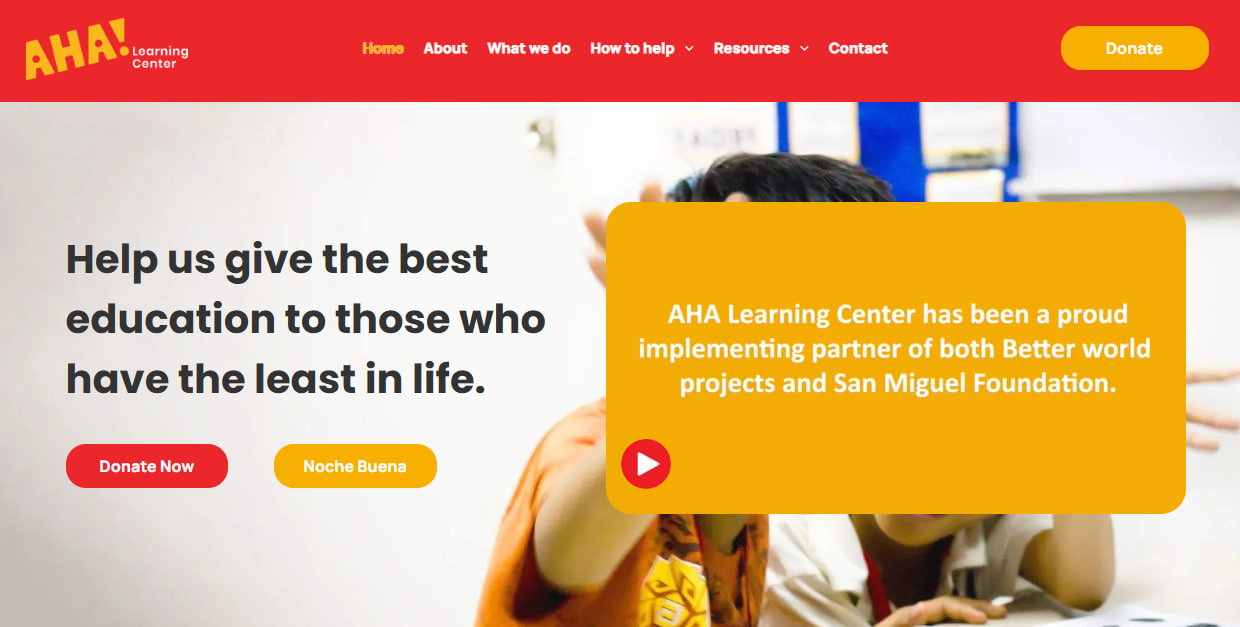 AHA!
Learning
Center
Home About What we do How to help Resources Contact
Donate
Help us give the best
education to those who
have the least in life.
Donate Now
Noche Buena
AHA Learning Center has been a proud
implementing partner of both Better world
projects and San Miguel Foundation.